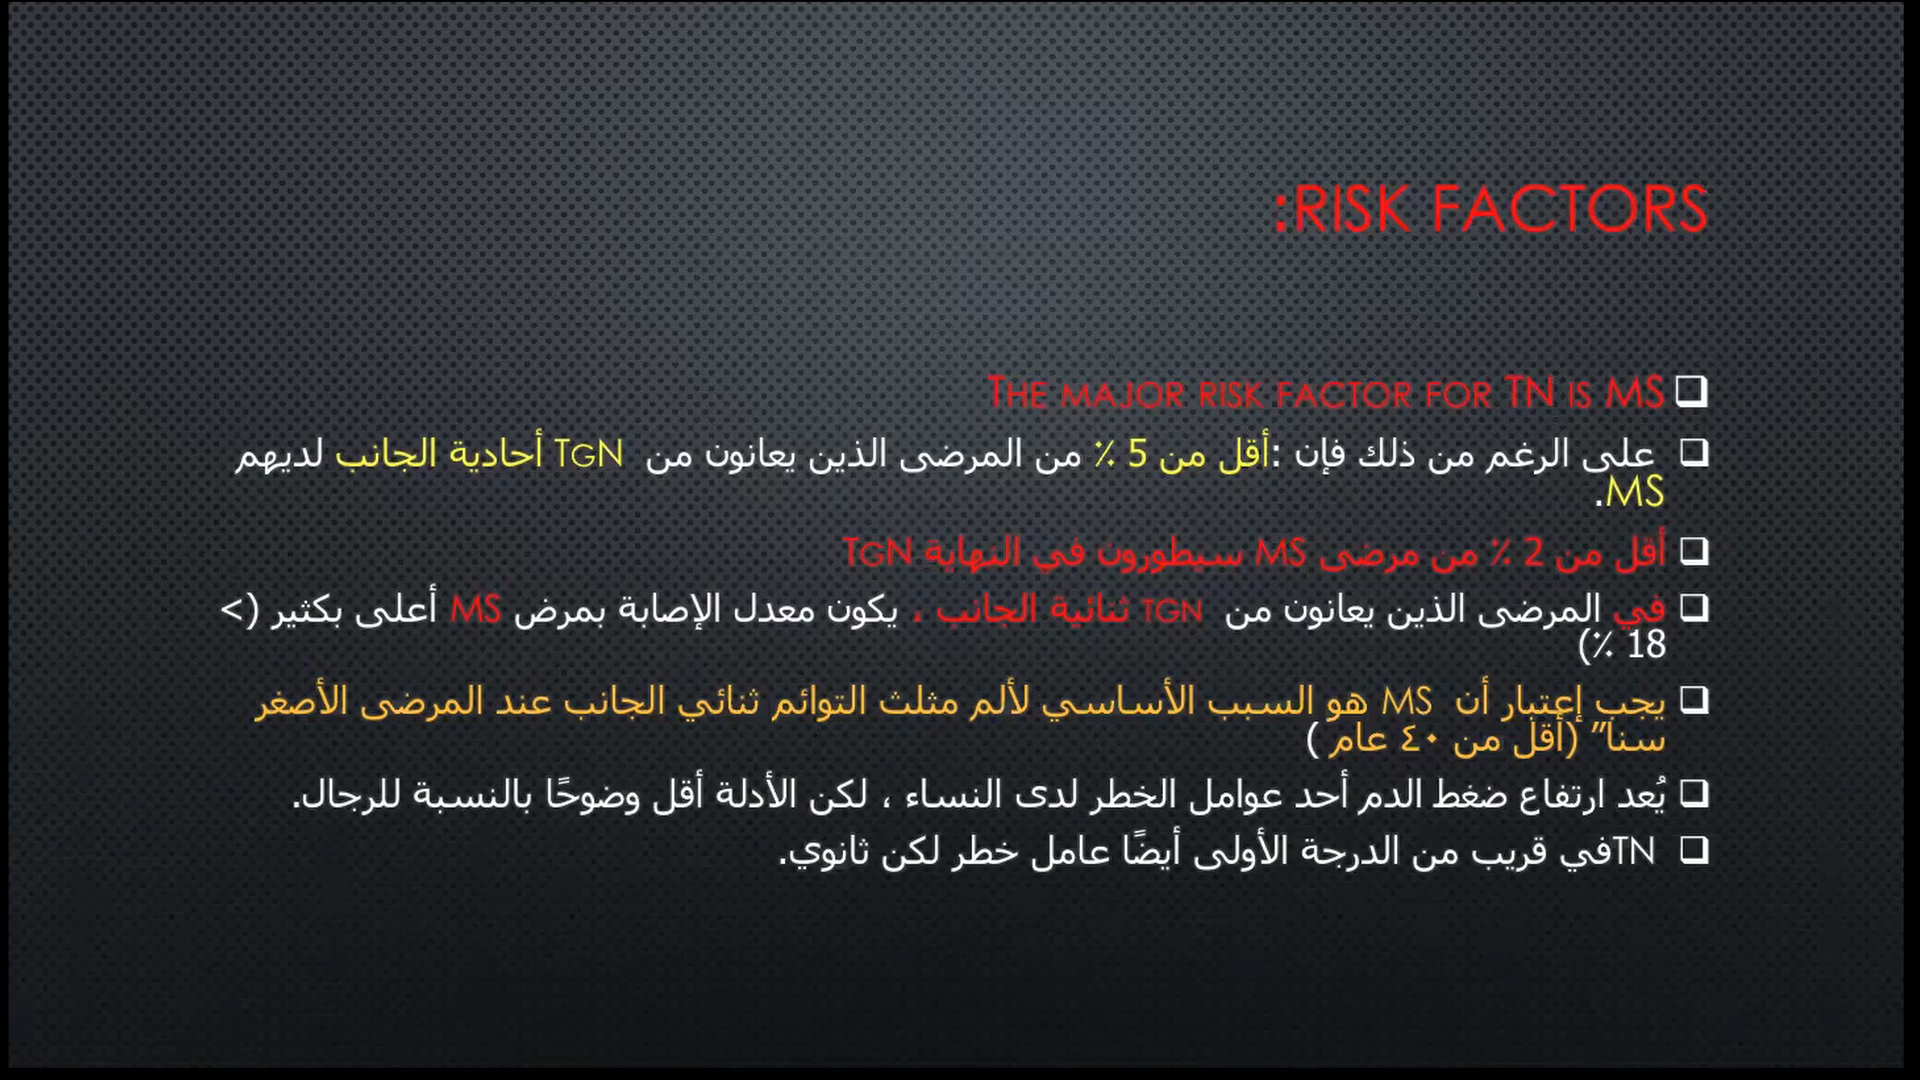 RISK FACTORS:
The major risk factor for TN is MS
على الرغم من ذلك فإن :أقل من 5 ٪ من المرضى الذين يعانون من TgN أحادية الجانب لديهم
MS.
أقل من 2 ٪ من مرضى MS سيطورون في النهاية TgN
في المرضى الذين يعانون من TGN ثنائية الجانب ، يكون معدل الإصابة بمرض MS أعلى بكثير (>
18 ٪)
يجب إعتبار أن MS هو السبب الأساسي لألم مثلث التوائم ثنائي الجانب عند المرضى الأصغر
سنا" (أقل من ٤٠ عام )
يُعد ارتفاع ضغط الدم أحد عوامل الخطر لدى النساء ، لكن الأدلة أقل وضوحًا بالنسبة للرجال.
TNفي قريب من الدرجة الأولى أيضًا عامل خطر لكن ثانوي.